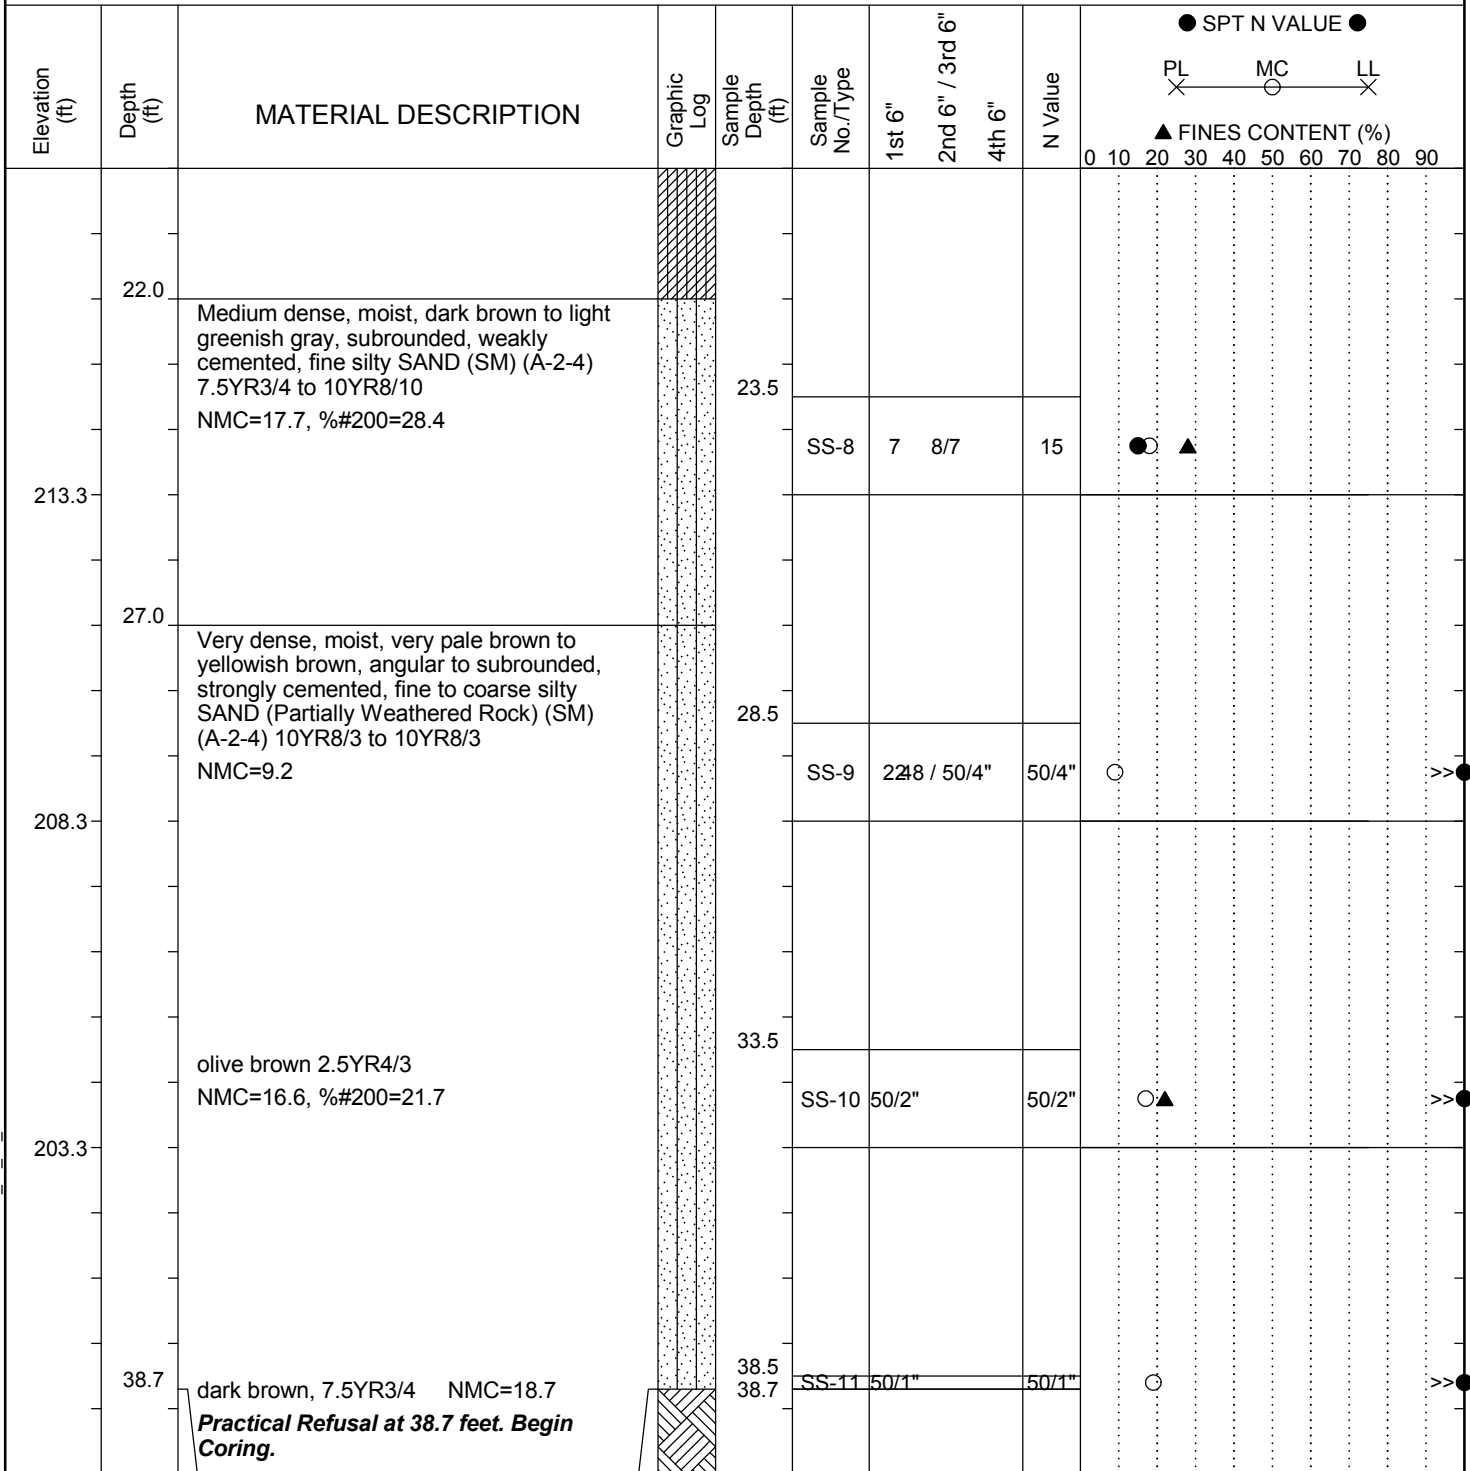 Elevation (ft)
Depth (ft)
MATERIAL DESCRIPTION
Graphic Log
Sample Depth (ft)
Sample No./Type
1st 6"
2nd 6" / 3rd 6"
4th 6"
N Value
● SPT N VALUE ●
PL MC LL
▲ FINES CONTENT (%)
0 10 20 30 40 50 60 70 80 90
22.0
Medium dense, moist, dark brown to light
greenish gray, subrounded, weakly
cemented, fine silty SAND (SM) (A-2-4)
7.5YR3/4 to 10YR8/10
23.5
NMC=17.7, %#200=28.4
SS-8 7 8/7 15
213.3
27.0
Very dense, moist, very pale brown to
yellowish brown, angular to subrounded,
strongly cemented, fine to coarse silty
SAND (Partially Weathered Rock) (SM)
28.5
(A-2-4) 10YR8/3 to 10YR8/3
NMC=9.2
SS-9 22 48 / 50/4" 50/4" >>
208.3
33.5
olive brown 2.5YR4/3
NMC=16.6, %#200=21.7
SS-10 50/2" 50/2" >>
203.3
38.5
38.7
dark brown, 7.5YR3/4 NMC=18.7
38.7
SS-11 50/1" 50/1" >>
Practical Refusal at 38.7 feet. Begin
Coring.